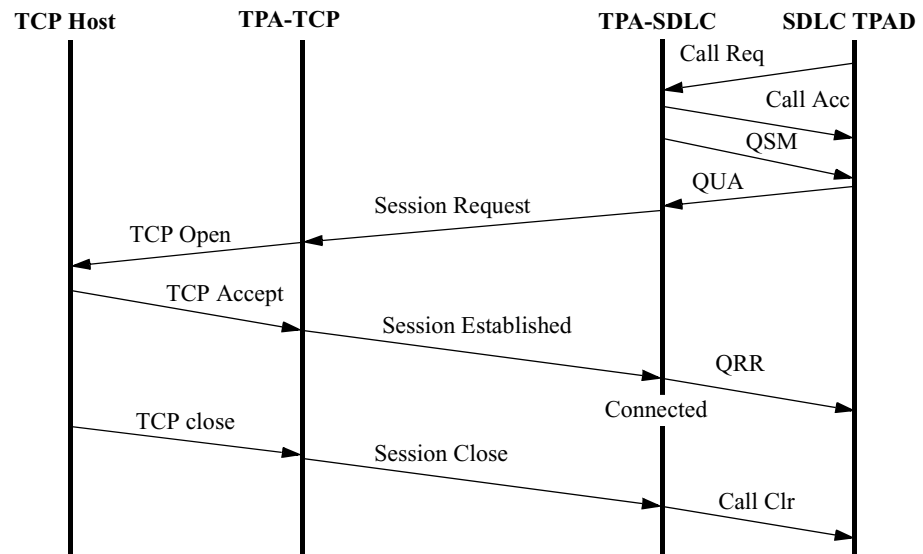 TCP Host
TPA-TCP
TPA-SDLC
SDLC TPAD
Call Req
Call Acc
QSM
QUA
Session Request
TCP Open
TCP Accept
Session Established
QRR
Connected
TCP close
Session Close
Call Clr